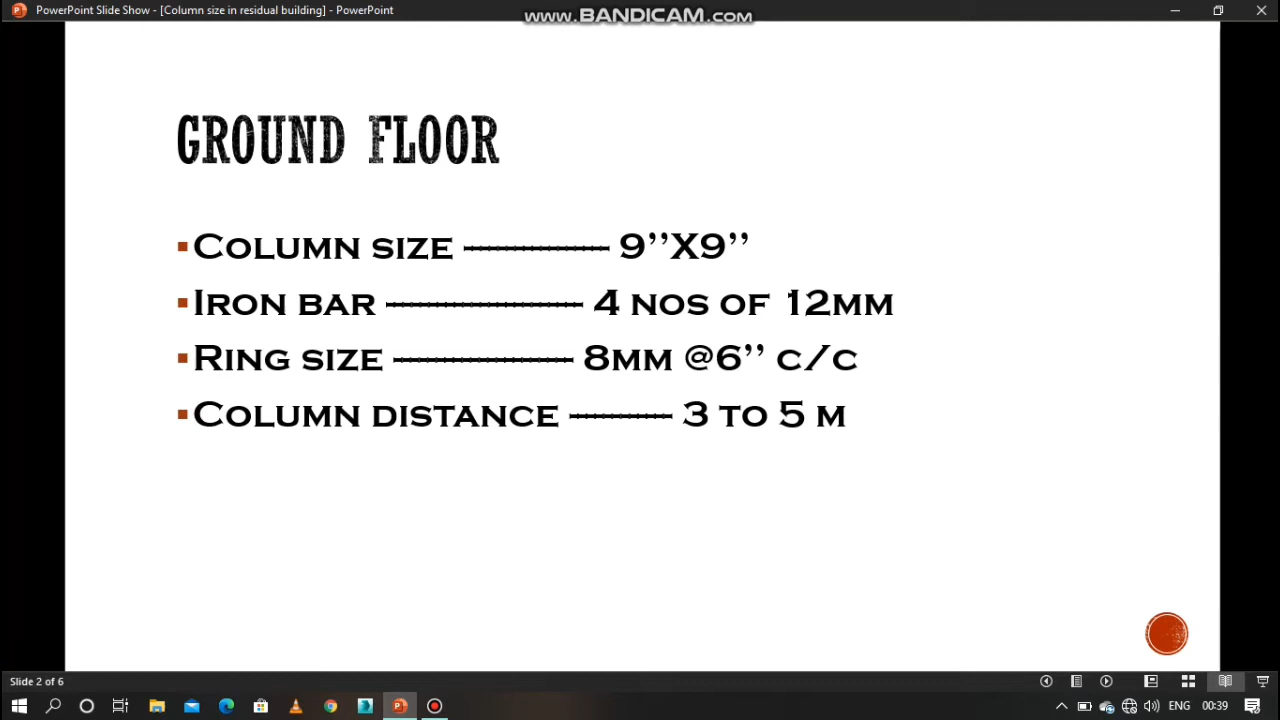 PowerPoint Slide Show - [Column size in residual building] - PowerPoint
www.BANDICAM.com
GROUND FLOOR
▪Column size ----------------- 9’’X9’’
▪Iron bar ----------------------- 4 nos of 12mm
▪Ring size --------------------- 8mm @6’’ c/c
▪Column distance ------------ 3 to 5 m
Slide 2 of 6
ENG 00:39